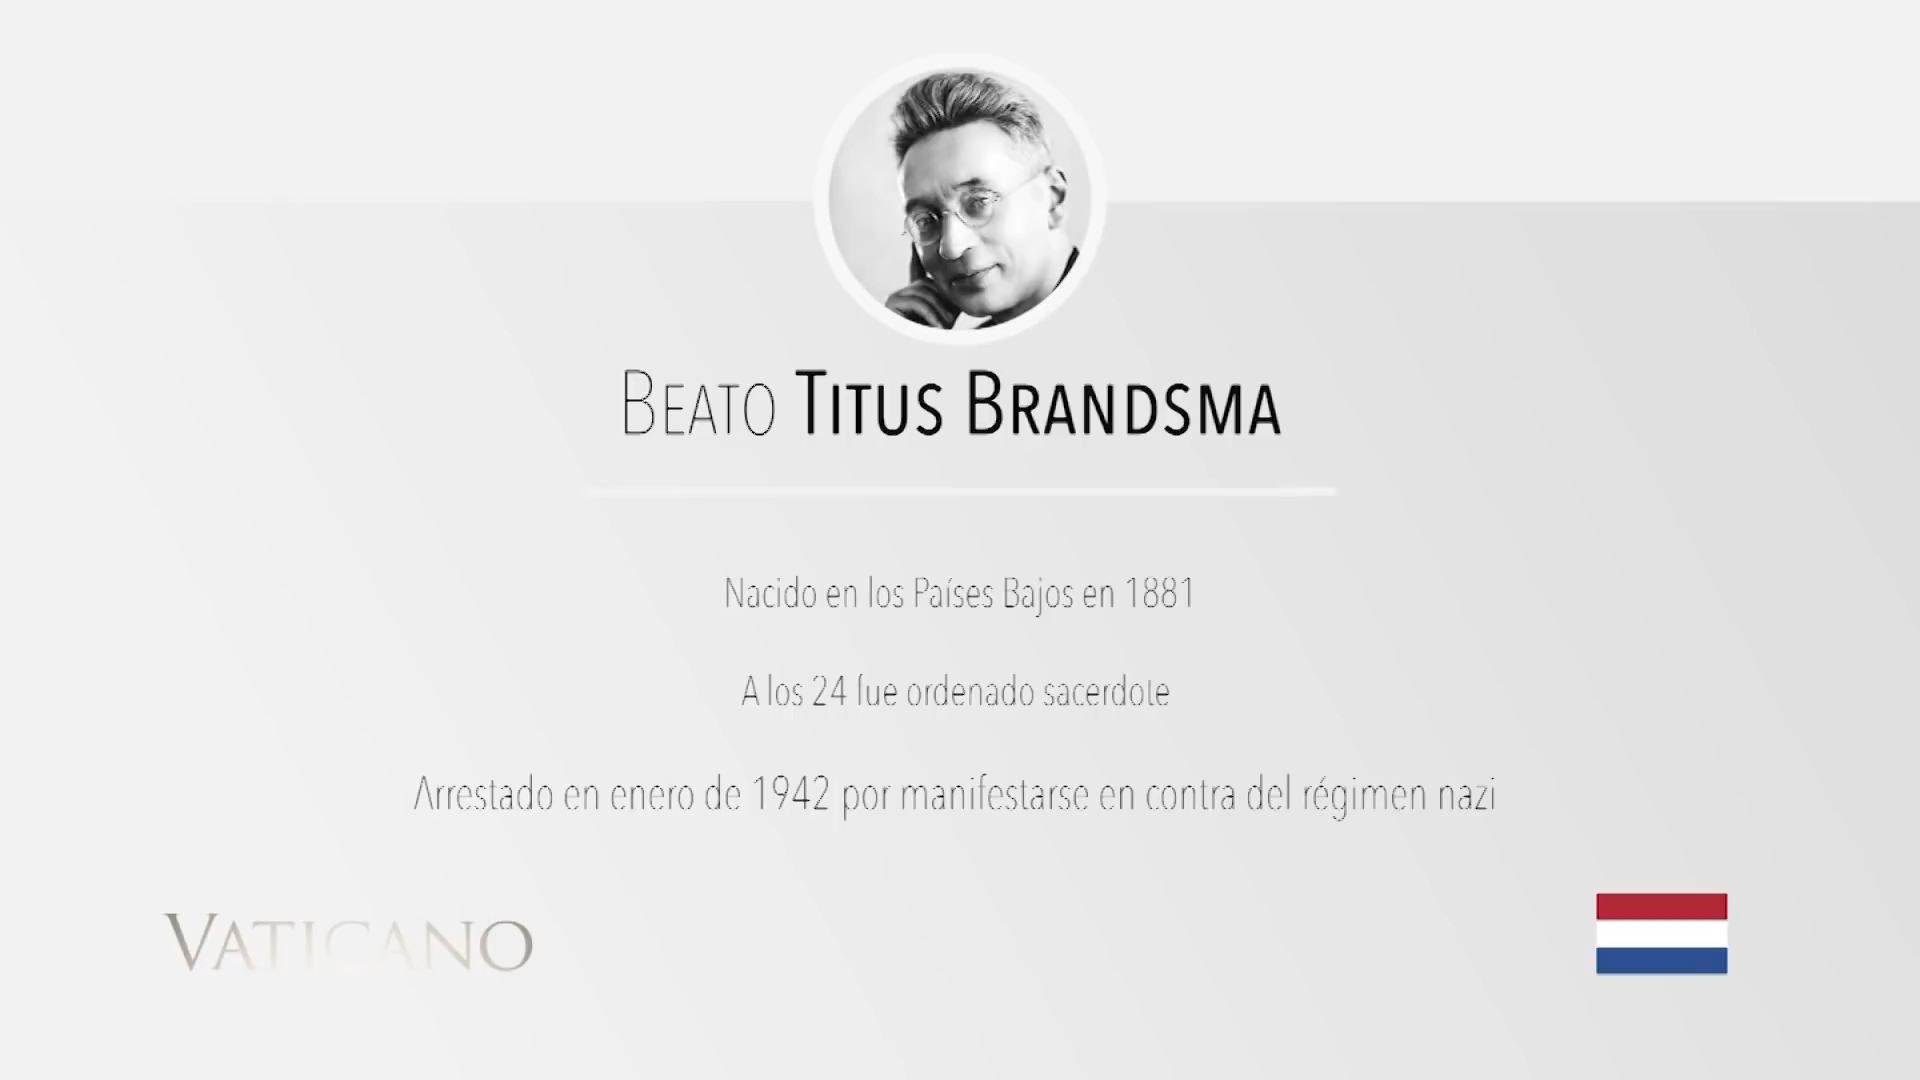 Beato Titus Brandsma
Nacido en los Países Bajos en 1881
A los 24 fue ordenado sacerdote
Arrestado en enero de 1942 por manifestarse en contra del régimen nazi
VATICANO